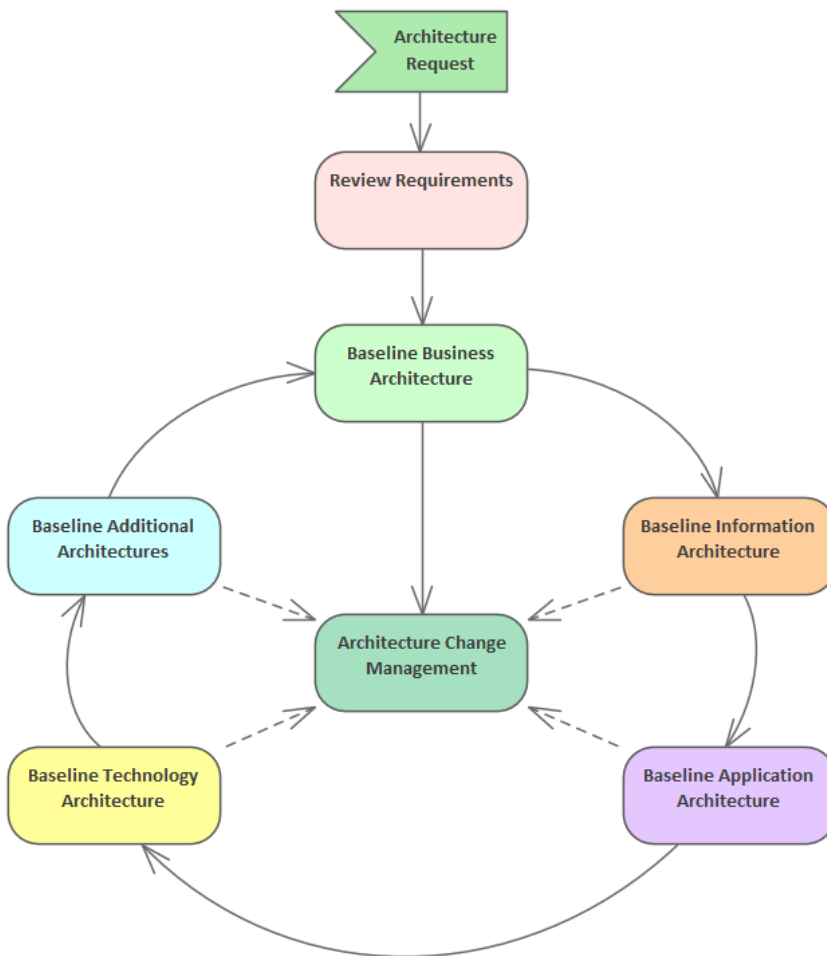 Architecture
Request
Review Requirements
Baseline Business
Architecture
Baseline Additional
Architectures
Baseline Information
Architecture
Architecture Change
Management
Baseline Technology
Architecture
Baseline Application
Architecture